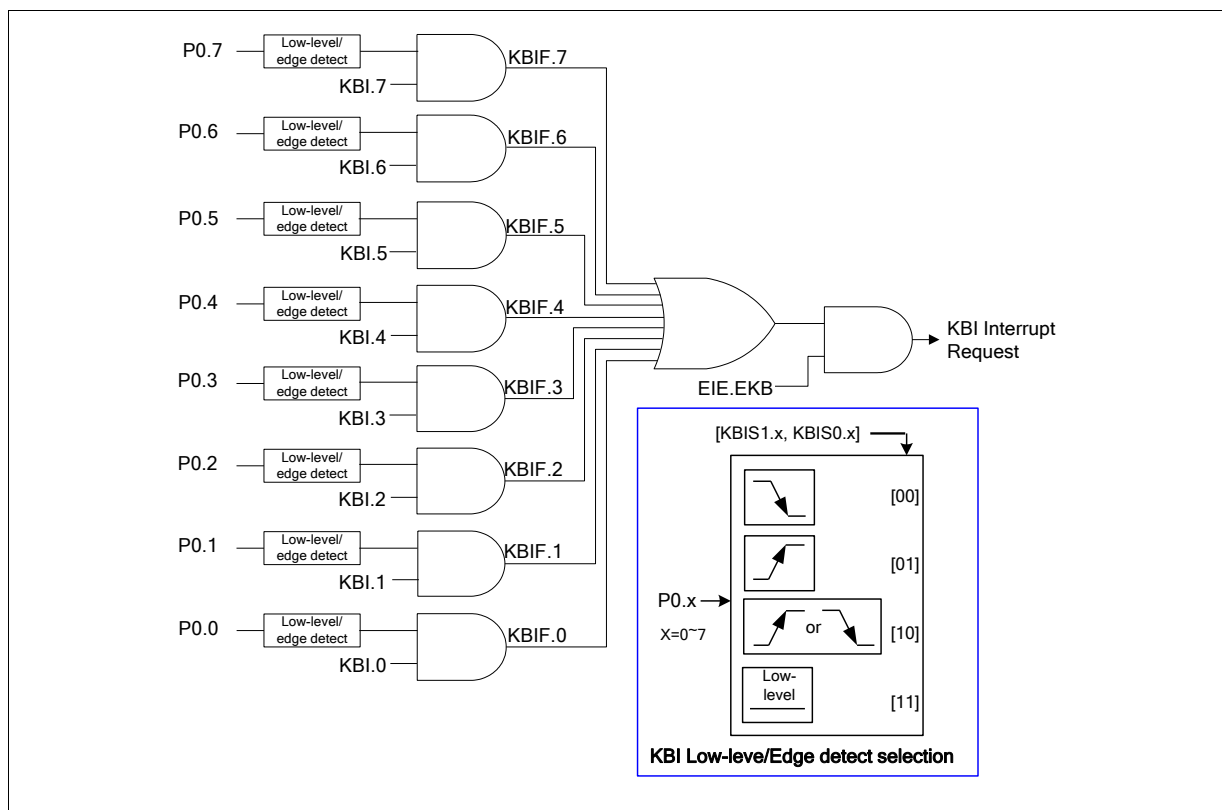 P0.7
Low-level/
edge detect
KBI.7
KBIF.7
P0.6
Low-level/
edge detect
KBI.6
KBIF.6
P0.5
Low-level/
edge detect
KBI.5
KBIF.5
P0.4
Low-level/
edge detect
KBI.4
KBIF.4
P0.3
Low-level/
edge detect
KBI.3
KBIF.3
P0.2
Low-level/
edge detect
KBI.2
KBIF.2
P0.1
Low-level/
edge detect
KBI.1
KBIF.1
P0.0
Low-level/
edge detect
KBI.0
KBIF.0
EIE.EKB
KBI Interrupt
Request
[KBIS1.x, KBIS0.x]
[00]
[01]
P0.x
X=0~7
or
[10]
Low-
level
[11]
KBI Low-leve/Edge detect selection